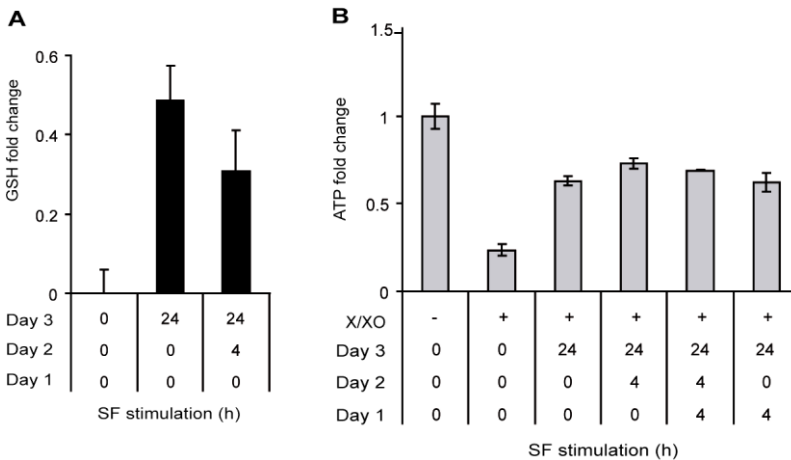 A
GSH fold change
0.6
0.4
0.2
0
Day 3 0 24 24
Day 2 0 0 4
Day 1 0 0 0
SF stimulation (h)
B
ATP fold change
1.5
1
0.5
0
X/XO - + + + + +
Day 3 0 0 24 24 24 24
Day 2 0 0 0 4 4 0
Day 1 0 0 0 0 4 4
SF stimulation (h)